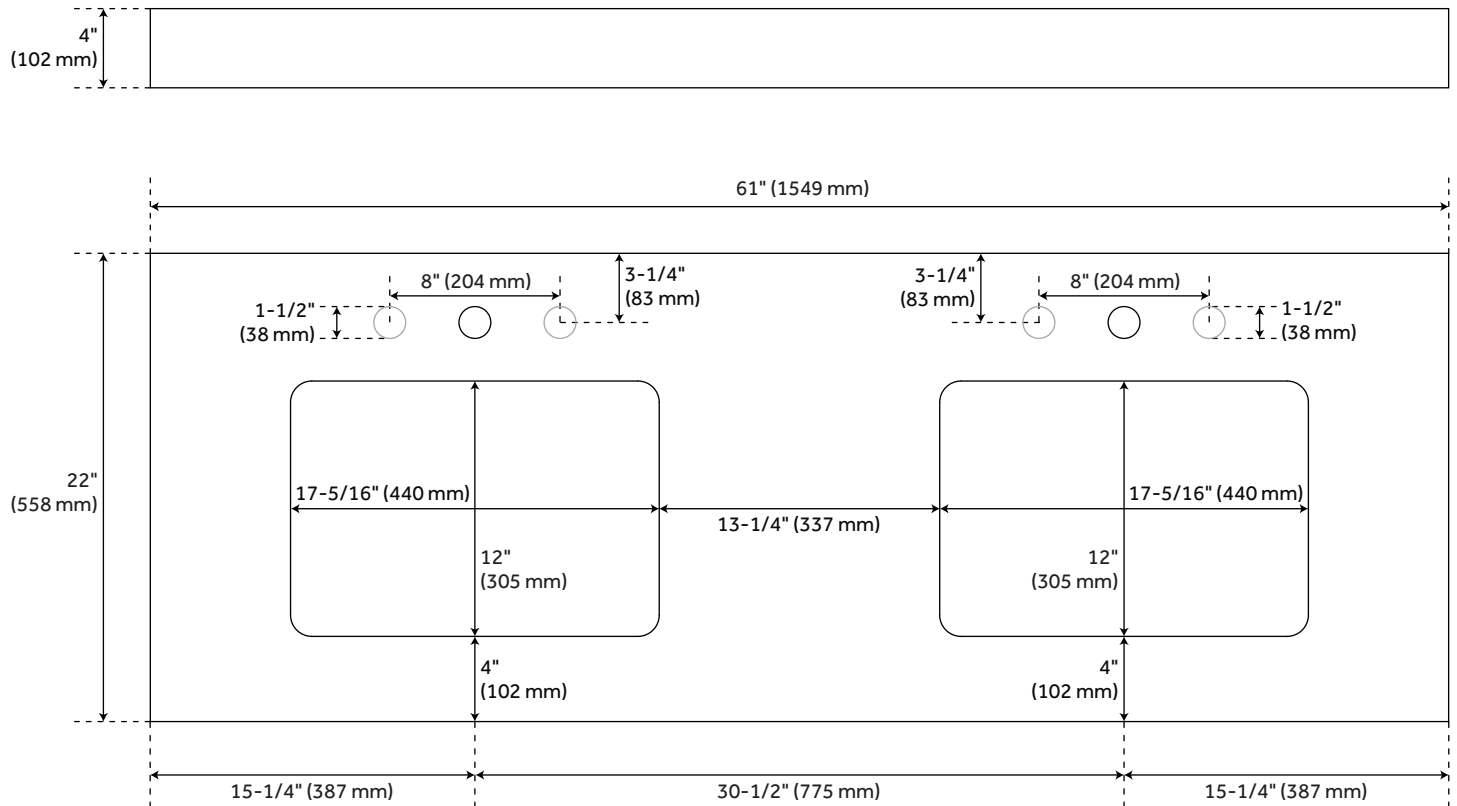 4"
(102 mm)
61" (1549 mm)
8" (204 mm)
3-1/4"
(83 mm)
3-1/4"
(83 mm)
8" (204 mm)
1-1/2"
(38 mm)
1-1/2"
(38 mm)
22"
(558 mm)
17-5/16" (440 mm)
13-1/4" (337 mm)
17-5/16" (440 mm)
12"
(305 mm)
12"
(305 mm)
4"
(102 mm)
4"
(102 mm)
15-1/4" (387 mm)
30-1/2" (775 mm)
15-1/4" (387 mm)